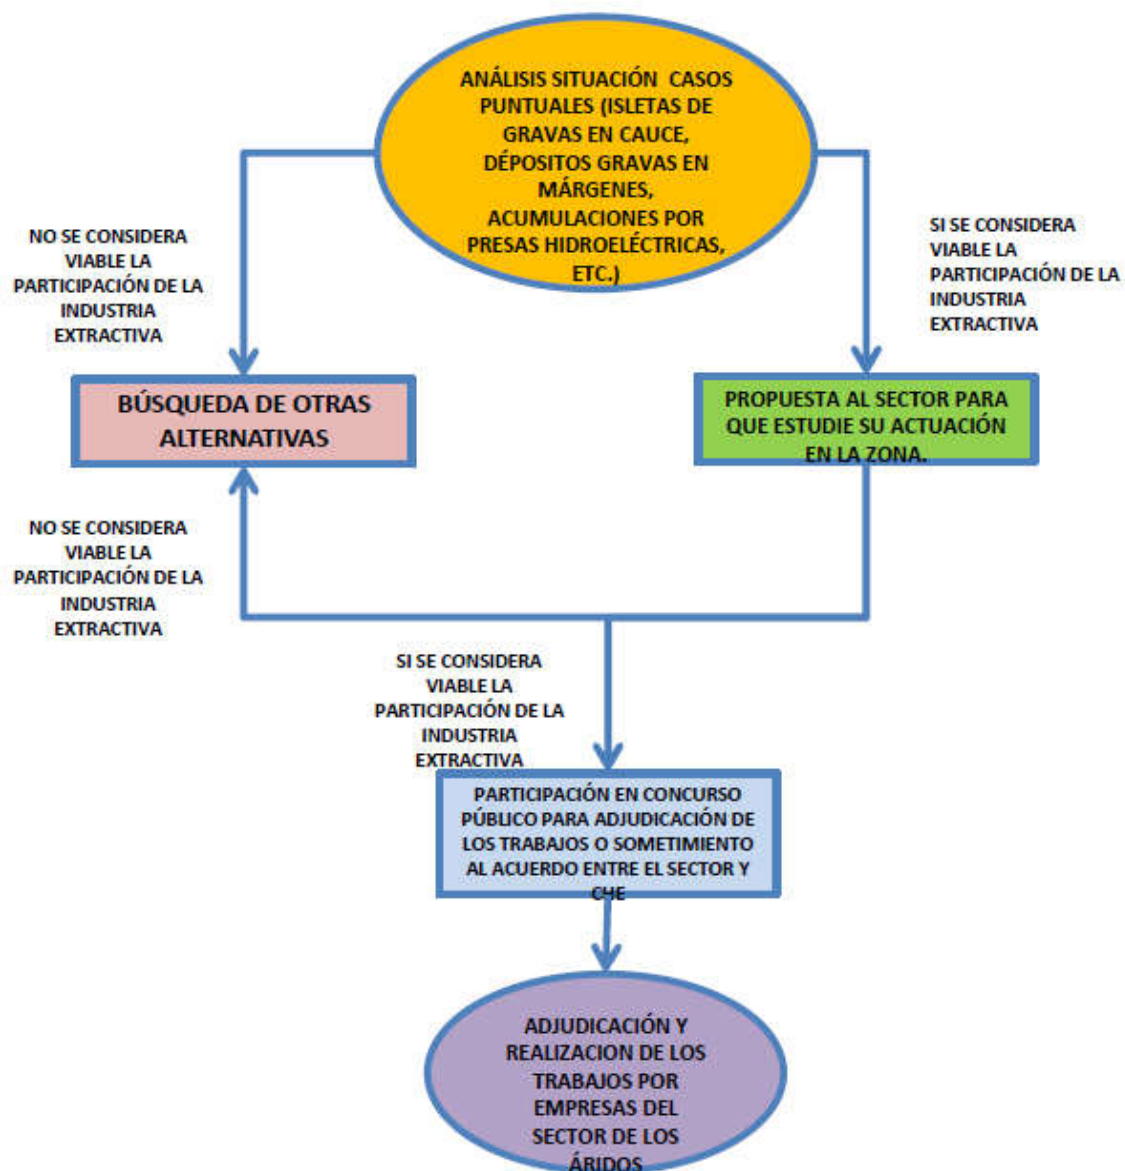 ANÁLISIS SITUACIÓN CASOS
PUNTUALES (ISLETAS DE
GRAVAS EN CAUCE,
DÉPOSITOS GRAVAS EN
MÁRGENES,
ACUMULACIONES POR
PRESAS HIDROELÉCTRICAS,
ETC.)
NO SE CONSIDERA
VIABLE LA
PARTICIPACIÓN DE LA
INDUSTRIA
EXTRACTIVA
SI SE CONSIDERA
VIABLE LA
PARTICIPACIÓN DE LA
INDUSTRIA
EXTRACTIVA
BÚSQUEDA DE OTRAS
ALTERNATIVAS
PROPUESTA AL SECTOR PARA
QUE ESTUDIE SU ACTUACIÓN
EN LA ZONA.
NO SE CONSIDERA
VIABLE LA
PARTICIPACIÓN DE LA
INDUSTRIA
EXTRACTIVA
SI SE CONSIDERA
VIABLE LA
PARTICIPACIÓN DE LA
INDUSTRIA
EXTRACTIVA
PARTICIPACIÓN EN CONCURSO
PÚBLICO PARA ADJUDICACIÓN DE
LOS TRABAJOS O SOMETIMIENTO
AL ACUERDO ENTRE EL SECTOR Y
CHE
ADJUDICACIÓN Y
REALIZACION DE LOS
TRABAJOS POR
EMPRESAS DEL
SECTOR DE LOS
ÁRIDOS